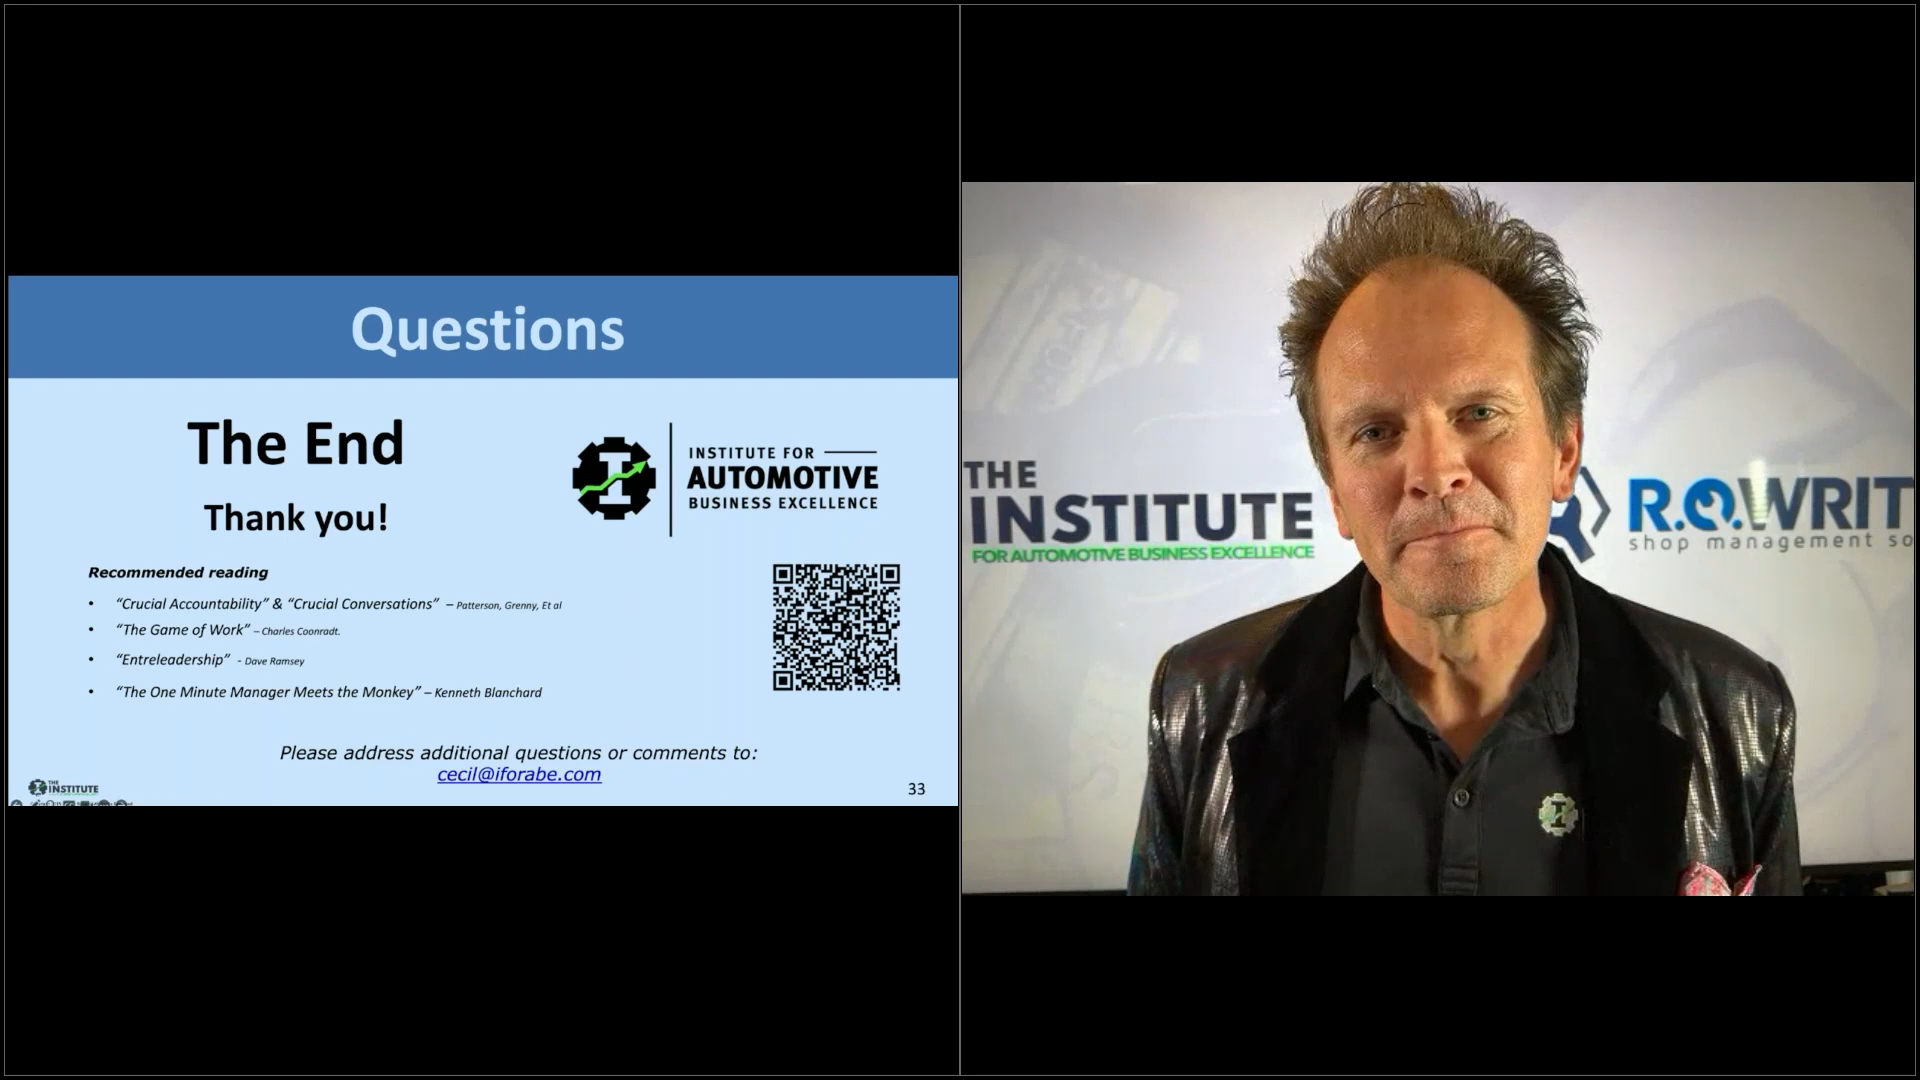 Questions
The End
Thank you!
INSTITUTE FOR
AUTOMOTIVE
BUSINESS EXCELLENCE
Recommended reading
• “Crucial Accountability” & “Crucial Conversations” – Patterson, Grenny, Et al
• “The Game of Work” – Charles Coonradt.
• “Entreleadership” - Dave Ramsey
• “The One Minute Manager Meets the Monkey” – Kenneth Blanchard
Please address additional questions or comments to:
cecil@iforabe.com
THE
INSTITUTE
33
THE
INSTITUTE
FOR AUTOMOTIVE BUSINESS EXCELLENCE
R.O.WRIT
shop management so
I